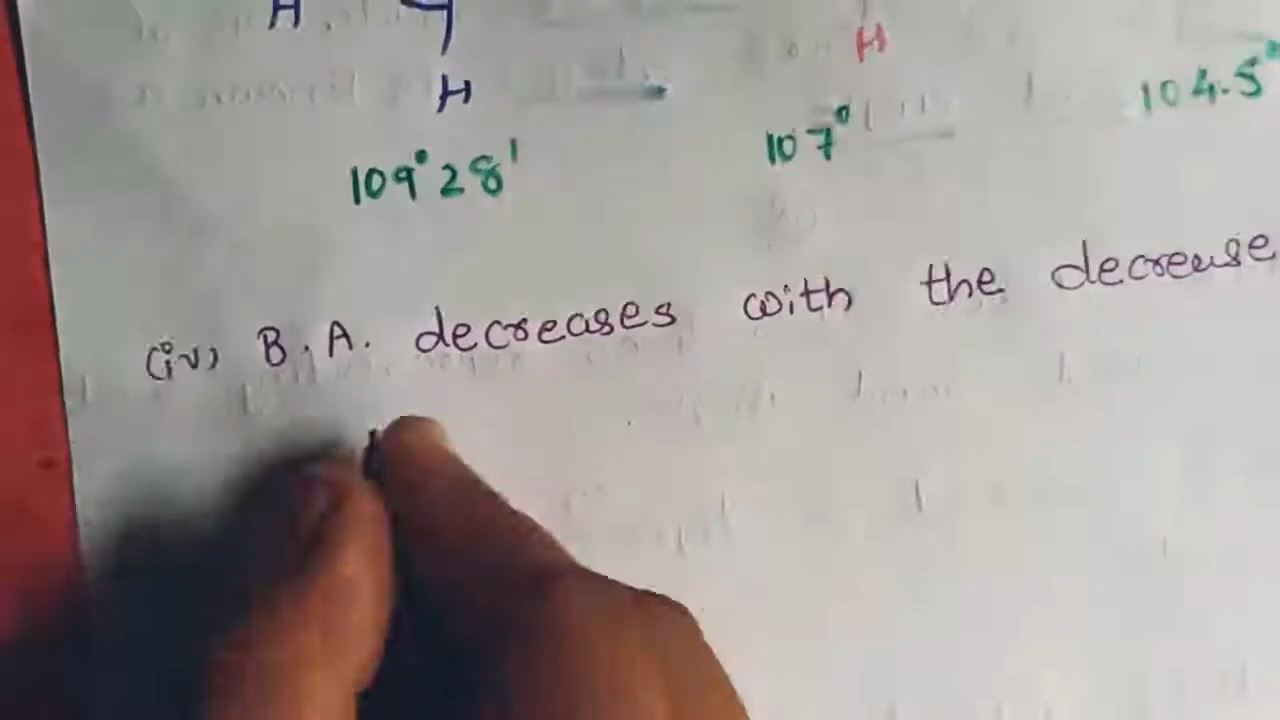 H
H
H
109°28'
107°
104.5°
(iv) B.A. decreases with the decrease